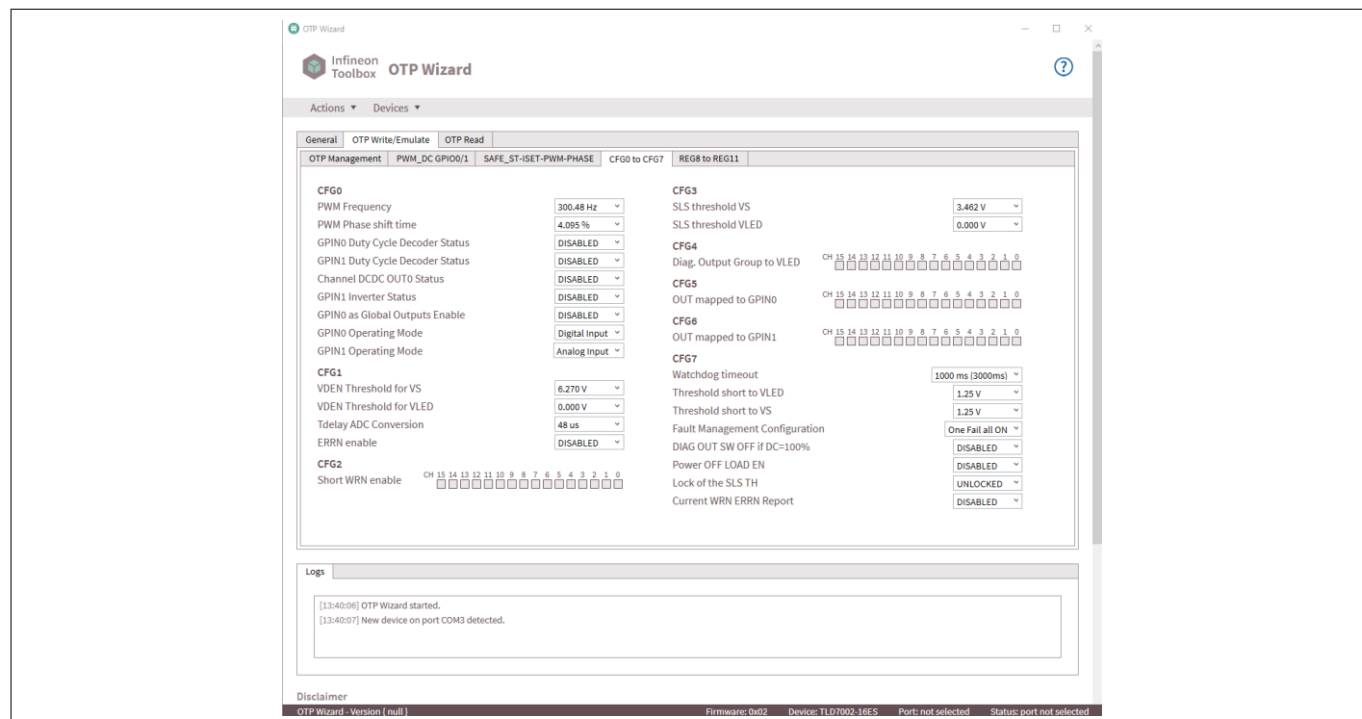 OTP Wizard
Infineon
Toolbox OTP Wizard
?
Actions Devices
General OTP Write/Emulate OTP Read
OTP Management PWM_DC GPIO0/1 SAFE_ST-ISET-PWM-PHASE CFG0 to CFG7 REG8 to REG11
CFG0
PWM Frequency 300.48 Hz
PWM Phase shift time 4.095 %
GPIN0 Duty Cycle Decoder Status DISABLED
GPIN1 Duty Cycle Decoder Status DISABLED
Channel DCDC OUT0 Status DISABLED
GPIN1 Inverter Status DISABLED
GPIN0 as Global Outputs Enable DISABLED
GPIN0 Operating Mode Digital Input
GPIN1 Operating Mode Analog Input
CFG1
VDEN Threshold for VS 6.270 V
VDEN Threshold for VLED 0.000 V
Tdelay ADC Conversion 48 us
ERRN enable DISABLED
CFG2
Short WRN enable CH 15 14 13 12 11 10 9 8 7 6 5 4 3 2 1 0
CFG3
SLS threshold VS 3.462 V
SLS threshold VLED 0.000 V
CFG4
Diag. Output Group to VLED CH 15 14 13 12 11 10 9 8 7 6 5 4 3 2 1 0
CFG5
OUT mapped to GPIN0 CH 15 14 13 12 11 10 9 8 7 6 5 4 3 2 1 0
CFG6
OUT mapped to GPIN1 CH 15 14 13 12 11 10 9 8 7 6 5 4 3 2 1 0
CFG7
Watchdog timeout 1000 ms (3000ms)
Threshold short to VLED 1.25 V
Threshold short to VS 1.25 V
Fault Management Configuration One Fail all ON
DIAG OUT SW OFF if DC=100% DISABLED
Power OFF LOAD EN DISABLED
Lock of the SLS TH UNLOCKED
Current WRN ERRN Report DISABLED
Logs
[13:40:06] OTP Wizard started.
[13:40:07] New device on port COM3 detected.
Disclaimer
OTP Wizard - Version { null } Firmware: 0x02 Device: TLD7002-16ES Port: not selected Status: port not selected